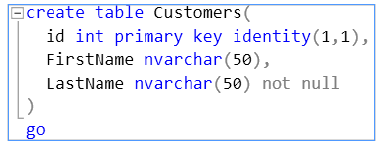 create table Customers(
id int primary key identity(1,1),
FirstName nvarchar(50),
LastName nvarchar(50) not null
)
go